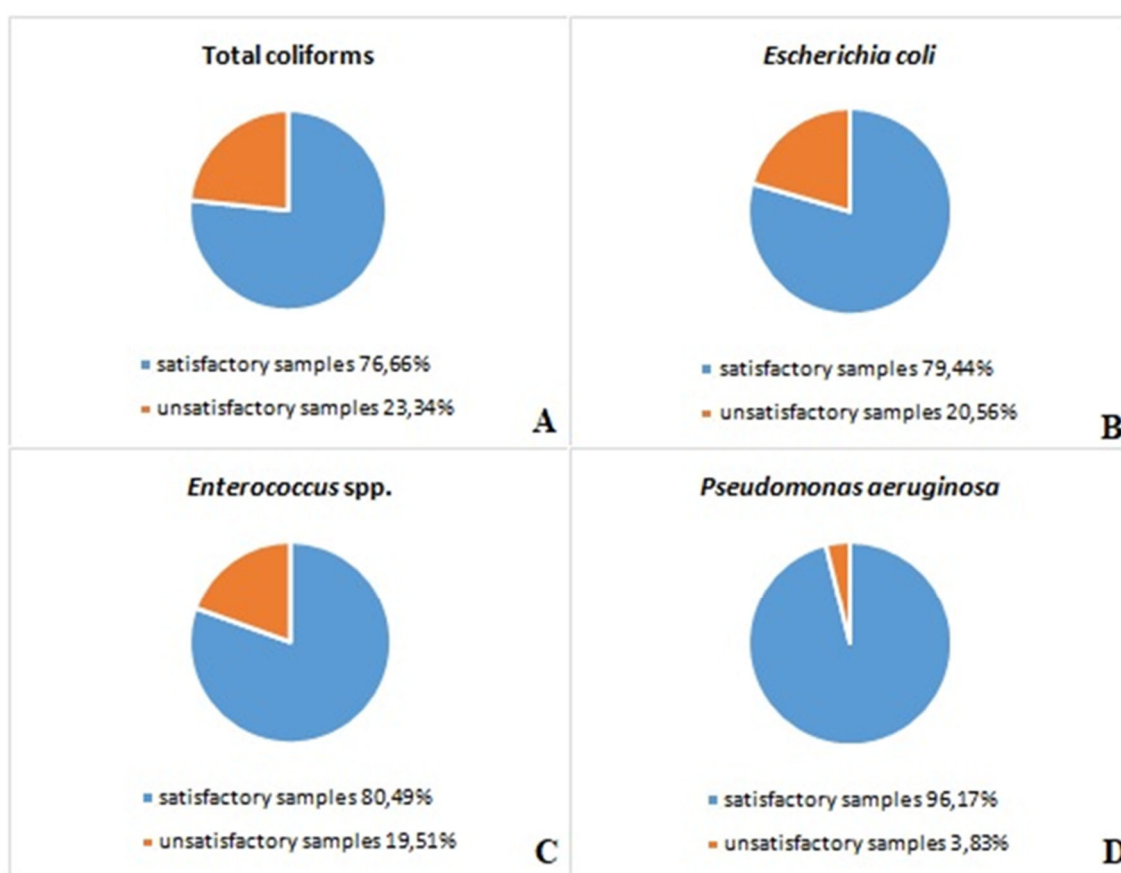 Total coliforms
satisfactory samples 76,66%
unsatisfactory samples 23,34%
A
Escherichia coli
satisfactory samples 79,44%
unsatisfactory samples 20,56%
B
Enterococcus spp.
satisfactory samples 80,49%
unsatisfactory samples 19,51%
C
Pseudomonas aeruginosa
satisfactory samples 96,17%
unsatisfactory samples 3,83%
D